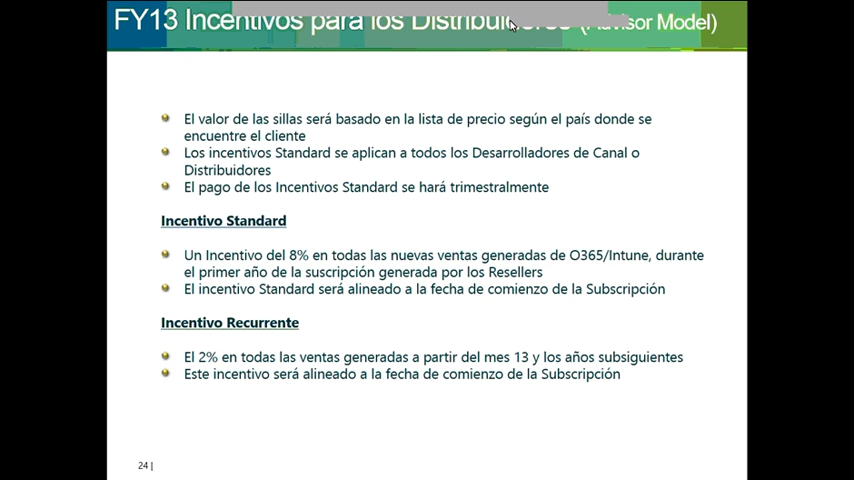 FY13 Incentivos para los Distribuidores (Advisor Model)
El valor de las sillas será basado en la lista de precio según el país donde se
encuentre el cliente
Los incentivos Standard se aplican a todos los Desarrolladores de Canal o
Distribuidores
El pago de los Incentivos Standard se hará trimestralmente
Incentivo Standard
Un Incentivo del 8% en todas las nuevas ventas generadas de O365/Intune, durante
el primer año de la suscripción generada por los Resellers
El incentivo Standard será alineado a la fecha de comienzo de la Subscripción
Incentivo Recurrente
El 2% en todas las ventas generadas a partir del mes 13 y los años subsiguientes
Este incentivo será alineado a la fecha de comienzo de la Subscripción
24 |